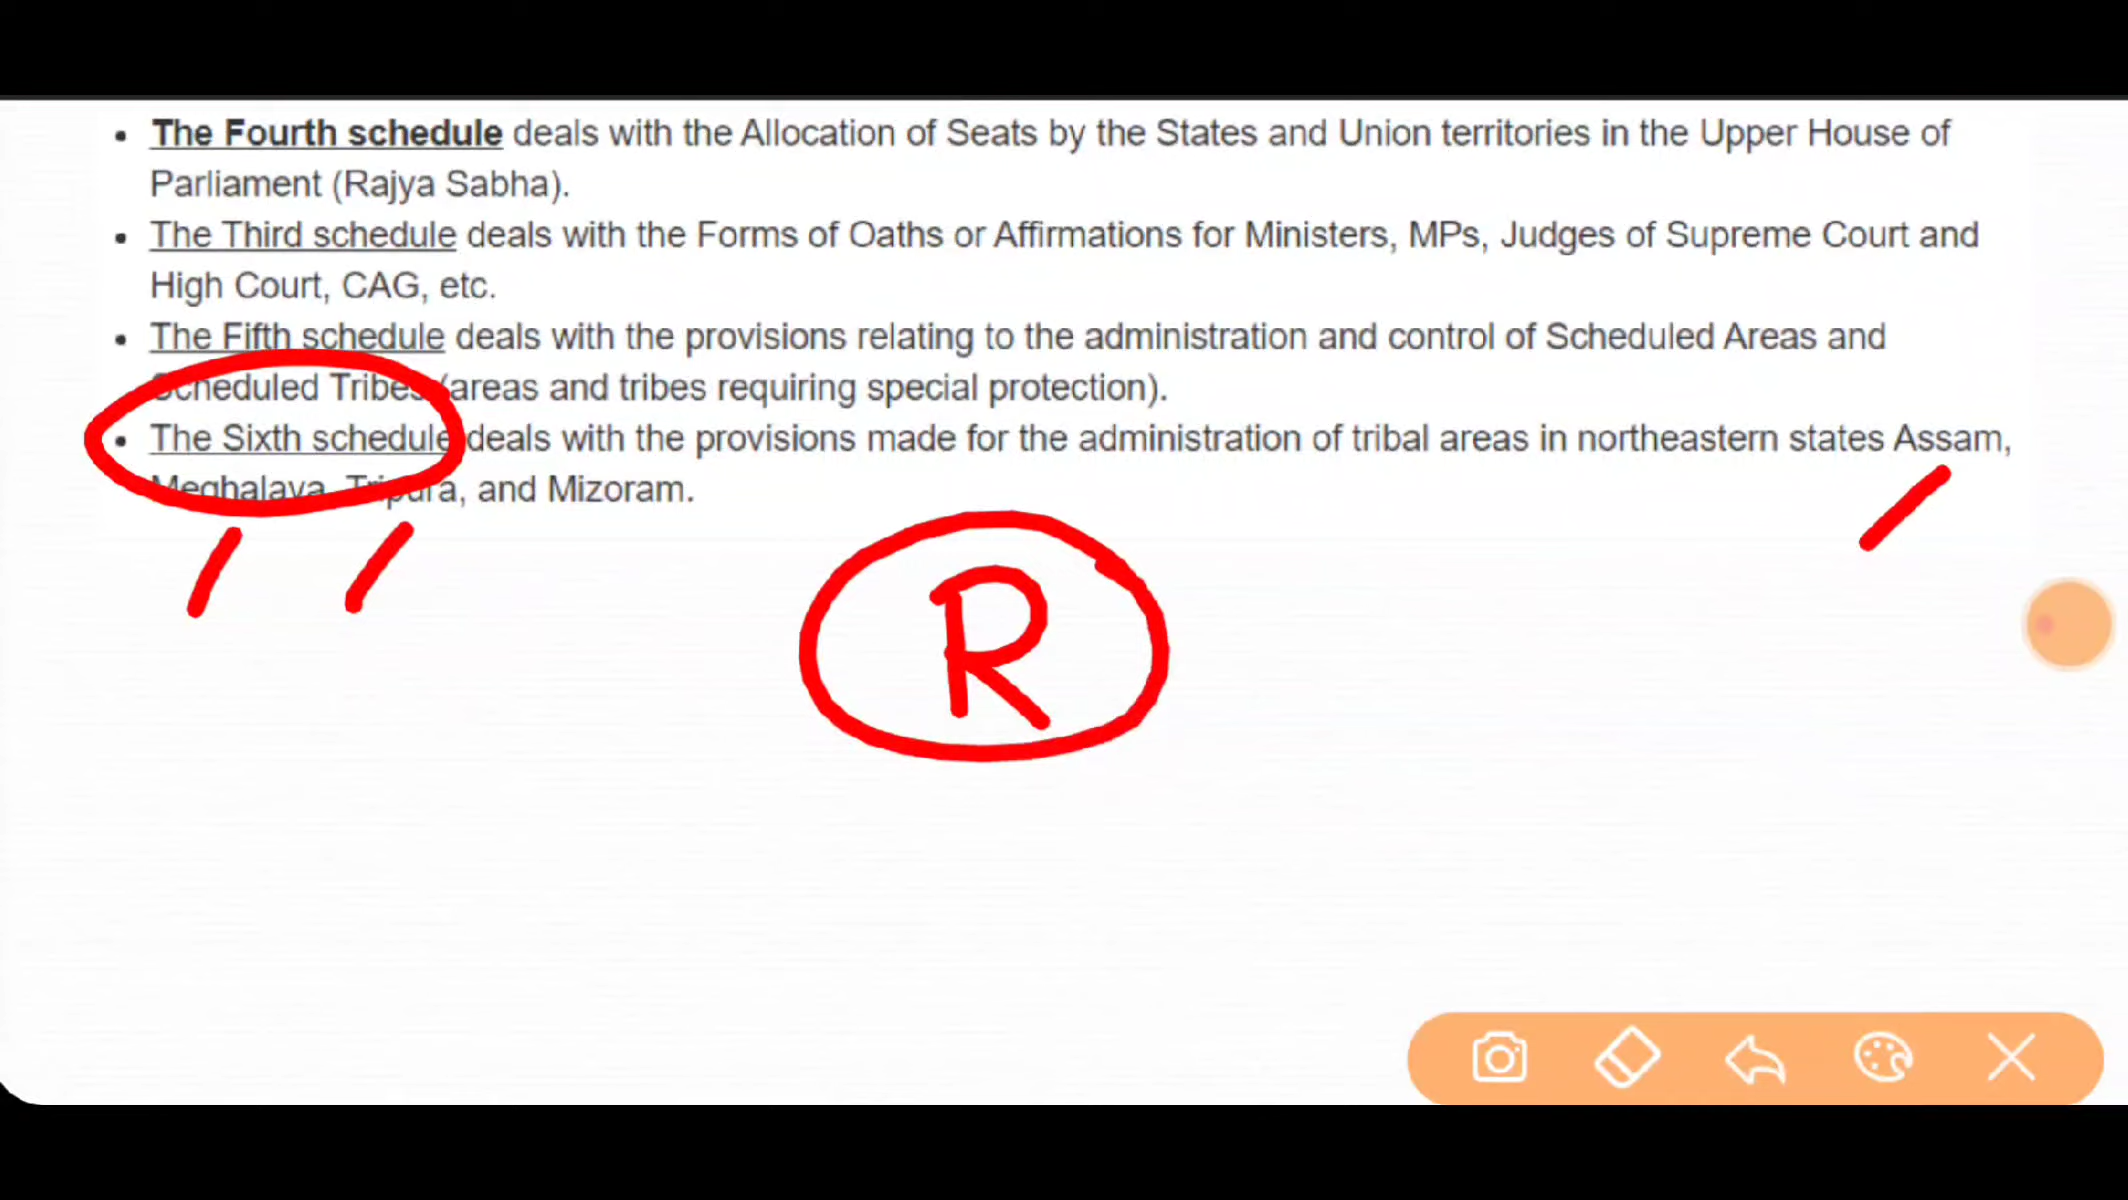 • The Fourth schedule deals with the Allocation of Seats by the States and Union territories in the Upper House of
Parliament (Rajya Sabha).
• The Third schedule deals with the Forms of Oaths or Affirmations for Ministers, MPs, Judges of Supreme Court and
High Court, CAG, etc.
• The Fifth schedule deals with the provisions relating to the administration and control of Scheduled Areas and
Scheduled Tribes (areas and tribes requiring special protection).
• The Sixth schedule deals with the provisions made for the administration of tribal areas in northeastern states Assam,
Meghalaya, Tripura, and Mizoram.
R